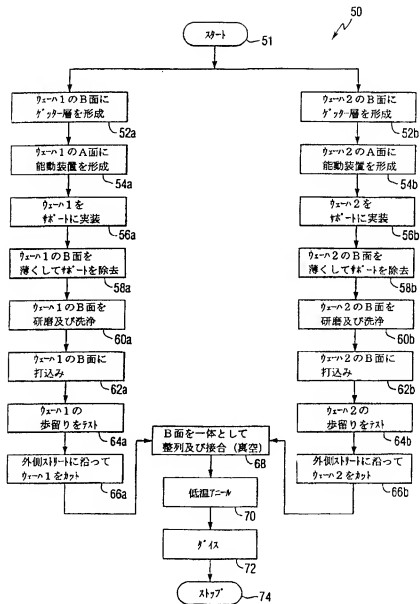 50
スタート
51
ウェーハ1のB面に
ゲッター層を形成
52a
ウェーハ1のA面に
能動装置を形成
54a
ウェーハ1を
サポートに実装
56a
ウェーハ1のB面を
薄くしてサポートを除去
58a
ウェーハ1のB面を
研磨及び洗浄
60a
ウェーハ1のB面に
打込み
62a
ウェーハ1の
歩留りをテスト
64a
外側ストリートに沿って
ウェーハ1をカット
66a
ウェーハ2のB面に
ゲッター層を形成
52b
ウェーハ2のA面に
能動装置を形成
54b
ウェーハ2を
サポートに実装
56b
ウェーハ2のB面を
薄くしてサポートを除去
58b
ウェーハ2のB面を
研磨及び洗浄
60b
ウェーハ2のB面に
打込み
62b
ウェーハ2の
歩留りをテスト
64b
外側ストリートに沿って
ウェーハ2をカット
66b
B面を一体として
整列及び接合(真空)
68
低温アニール
70
ダイス
72
ストップ
74